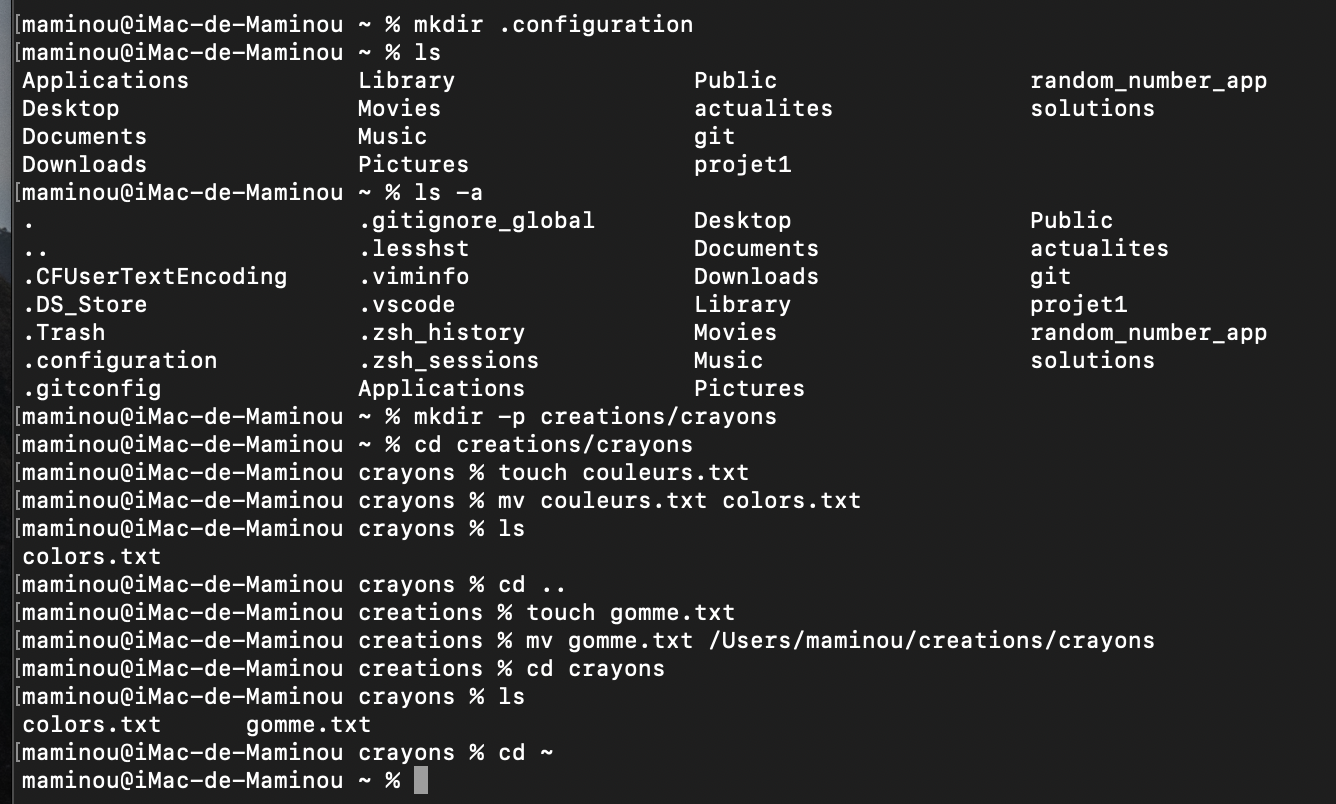 [maminou@iMac-de-Maminou ~ % mkdir .configuration
[maminou@iMac-de-Maminou ~ % ls
Applications Library Public random_number_app
Desktop Movies actualites solutions
Documents Music git
Downloads Pictures projet1
[maminou@iMac-de-Maminou ~ % ls -a
. .gitignore_global Desktop Public
.. .lesshst Documents actualites
.CFUserTextEncoding .viminfo Downloads git
.DS_Store .vscode Library projet1
.Trash .zsh_history Movies random_number_app
.configuration .zsh_sessions Music solutions
.gitconfig Applications Pictures
[maminou@iMac-de-Maminou ~ % mkdir -p creations/crayons
[maminou@iMac-de-Maminou ~ % cd creations/crayons
[maminou@iMac-de-Maminou crayons % touch couleurs.txt
[maminou@iMac-de-Maminou crayons % mv couleurs.txt colors.txt
[maminou@iMac-de-Maminou crayons % ls
colors.txt
[maminou@iMac-de-Maminou crayons % cd ..
[maminou@iMac-de-Maminou creations % touch gomme.txt
[maminou@iMac-de-Maminou creations % mv gomme.txt /Users/maminou/creations/crayons
[maminou@iMac-de-Maminou creations % cd crayons
[maminou@iMac-de-Maminou crayons % ls
colors.txt gomme.txt
[maminou@iMac-de-Maminou crayons % cd ~
maminou@iMac-de-Maminou ~ %